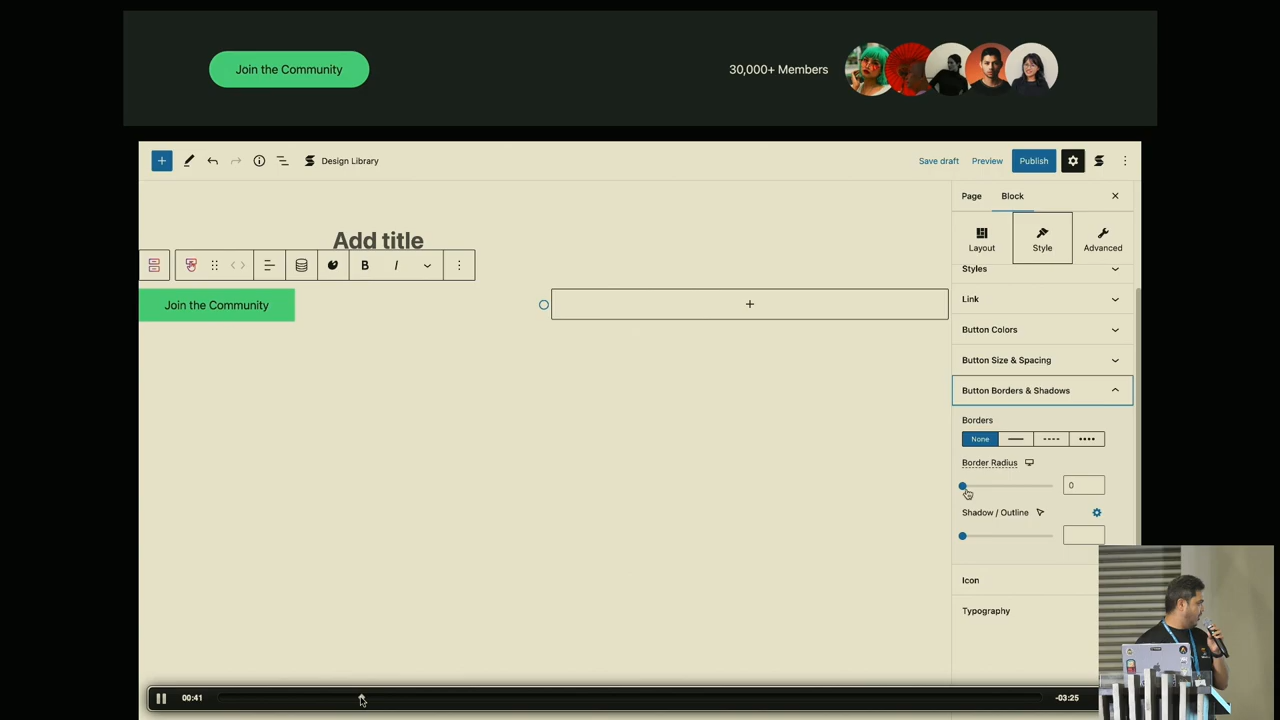 Join the Community
30,000+ Members
Design Library
Save draft
Preview
Publish
Page
Block
Layout
Style
Advanced
Add title
B
I
Join the Community
Styles
Link
Button Colors
Button Size & Spacing
Button Borders & Shadows
Borders
None
Border Radius
0
Shadow / Outline
Icon
Typography
00:41
-03:25